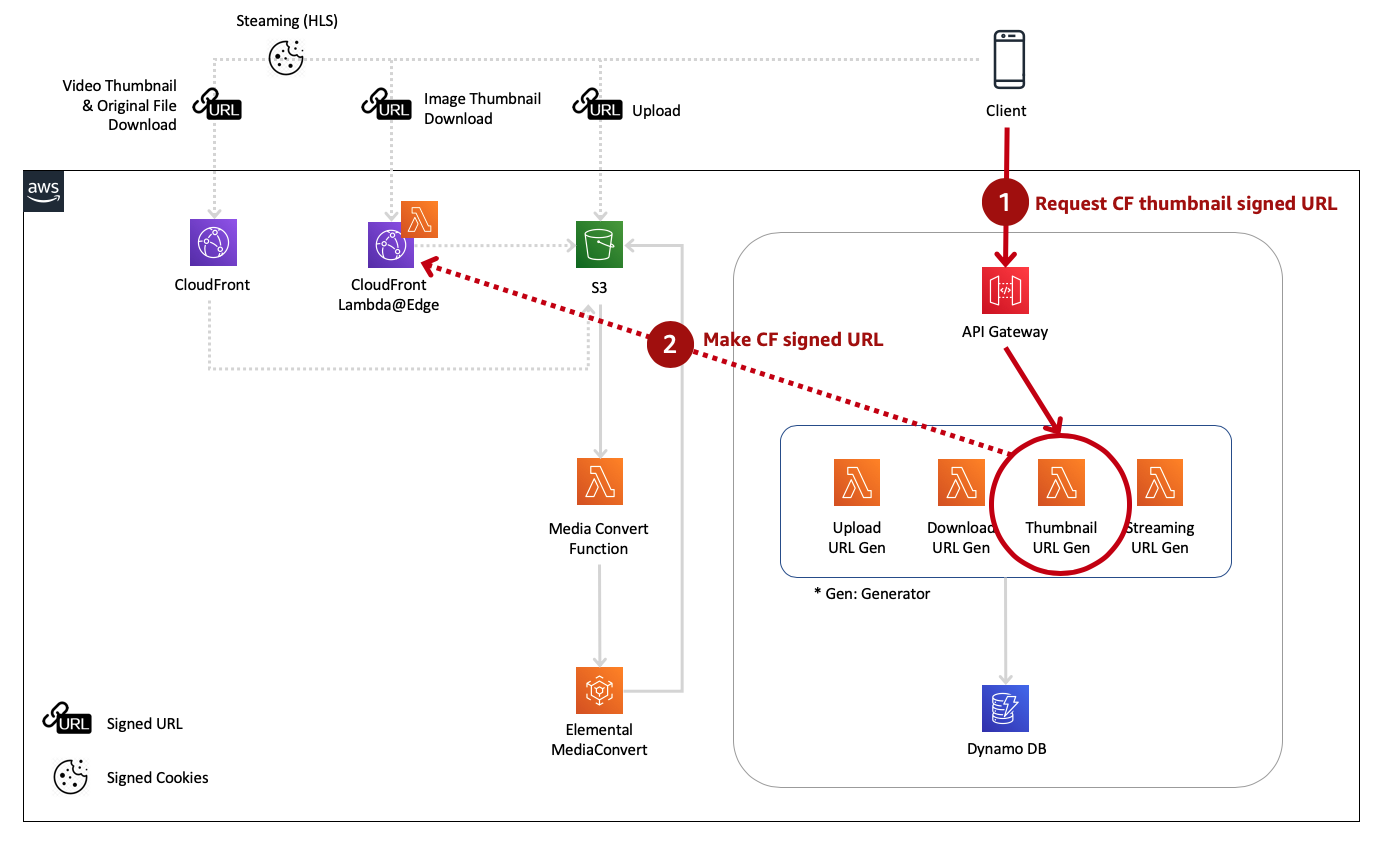 Steaming (HLS)
Video Thumbnail
& Original File
Download
URL
URL
Image Thumbnail
Download
URL
Upload
Client
aws
1
Request CF thumbnail signed URL
CloudFront
CloudFront
Lambda@Edge
S3
API Gateway
2
Make CF signed URL
Media Convert
Function
Upload
URL Gen
Download
URL Gen
Thumbnail
URL Gen
Streaming
URL Gen
* Gen: Generator
Elemental
MediaConvert
Dynamo DB
URL
Signed URL
Signed Cookies